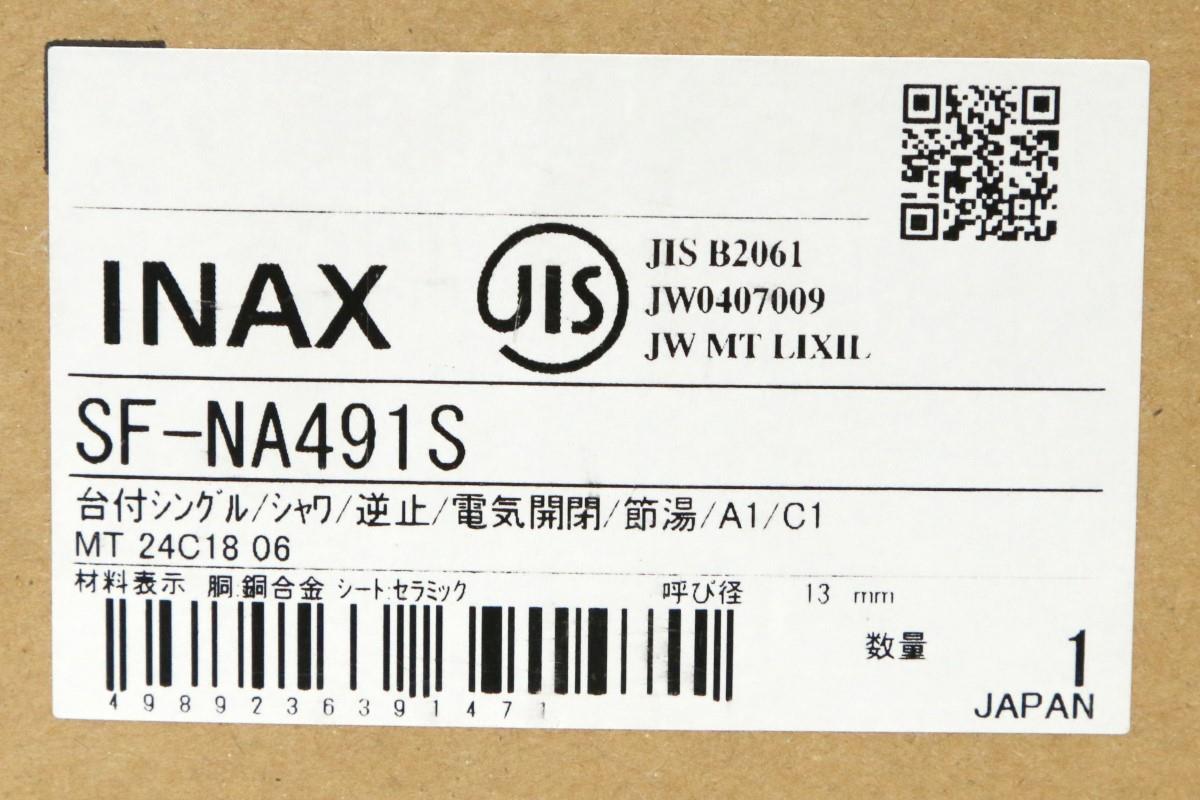 INAX
JIS
JIS B2061
JW0407009
JW MT LIXIL
SF-NA491S
台付シングル/シャワ/逆止/電気開閉/節湯/A1/C1
MT 24C18 06
材料表示 胴:銅合金 シート:セラミック 呼び径 13 mm
数量 1
4989236391471
JAPAN